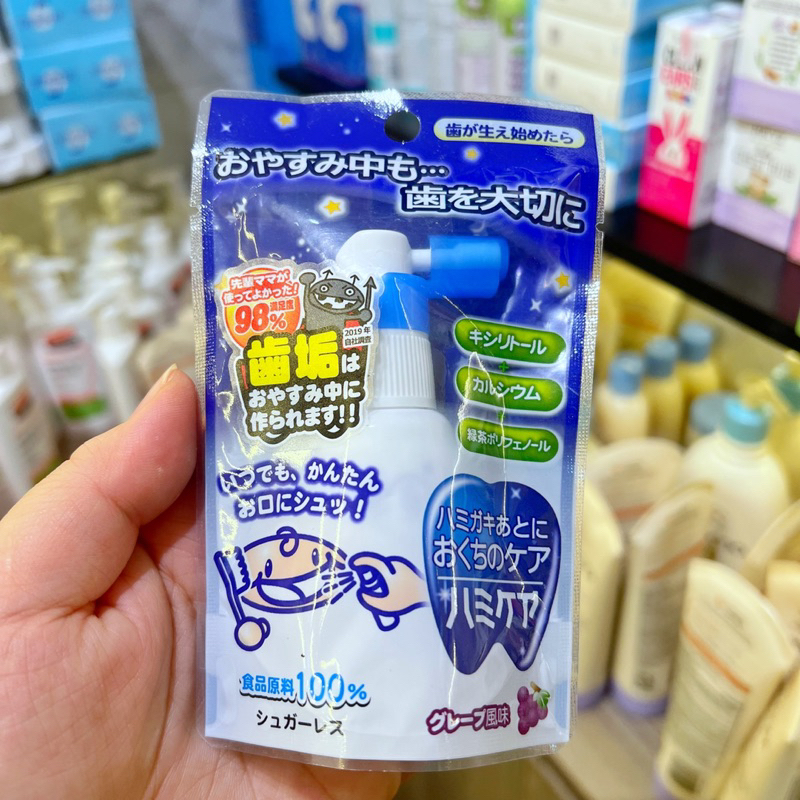 歯が生え始めたら
おやすみ中も…
歯を大切に
先輩ママが
使ってよかった!
満足度
98%
2019年
自社調査
歯垢は
おやすみ中に
作られます!!
キシリトール
+
カルシウム
緑茶ポリフェノール
いつでも、かんたん
お口にシュッ!
ハミガキあとに
おくちのケア
ハミケア
食品原料100%
シュガーレス
グレープ風味